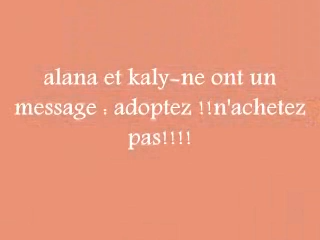 alana et kaly-ne ont un
message : adoptez !!n'achetez
pas!!!!